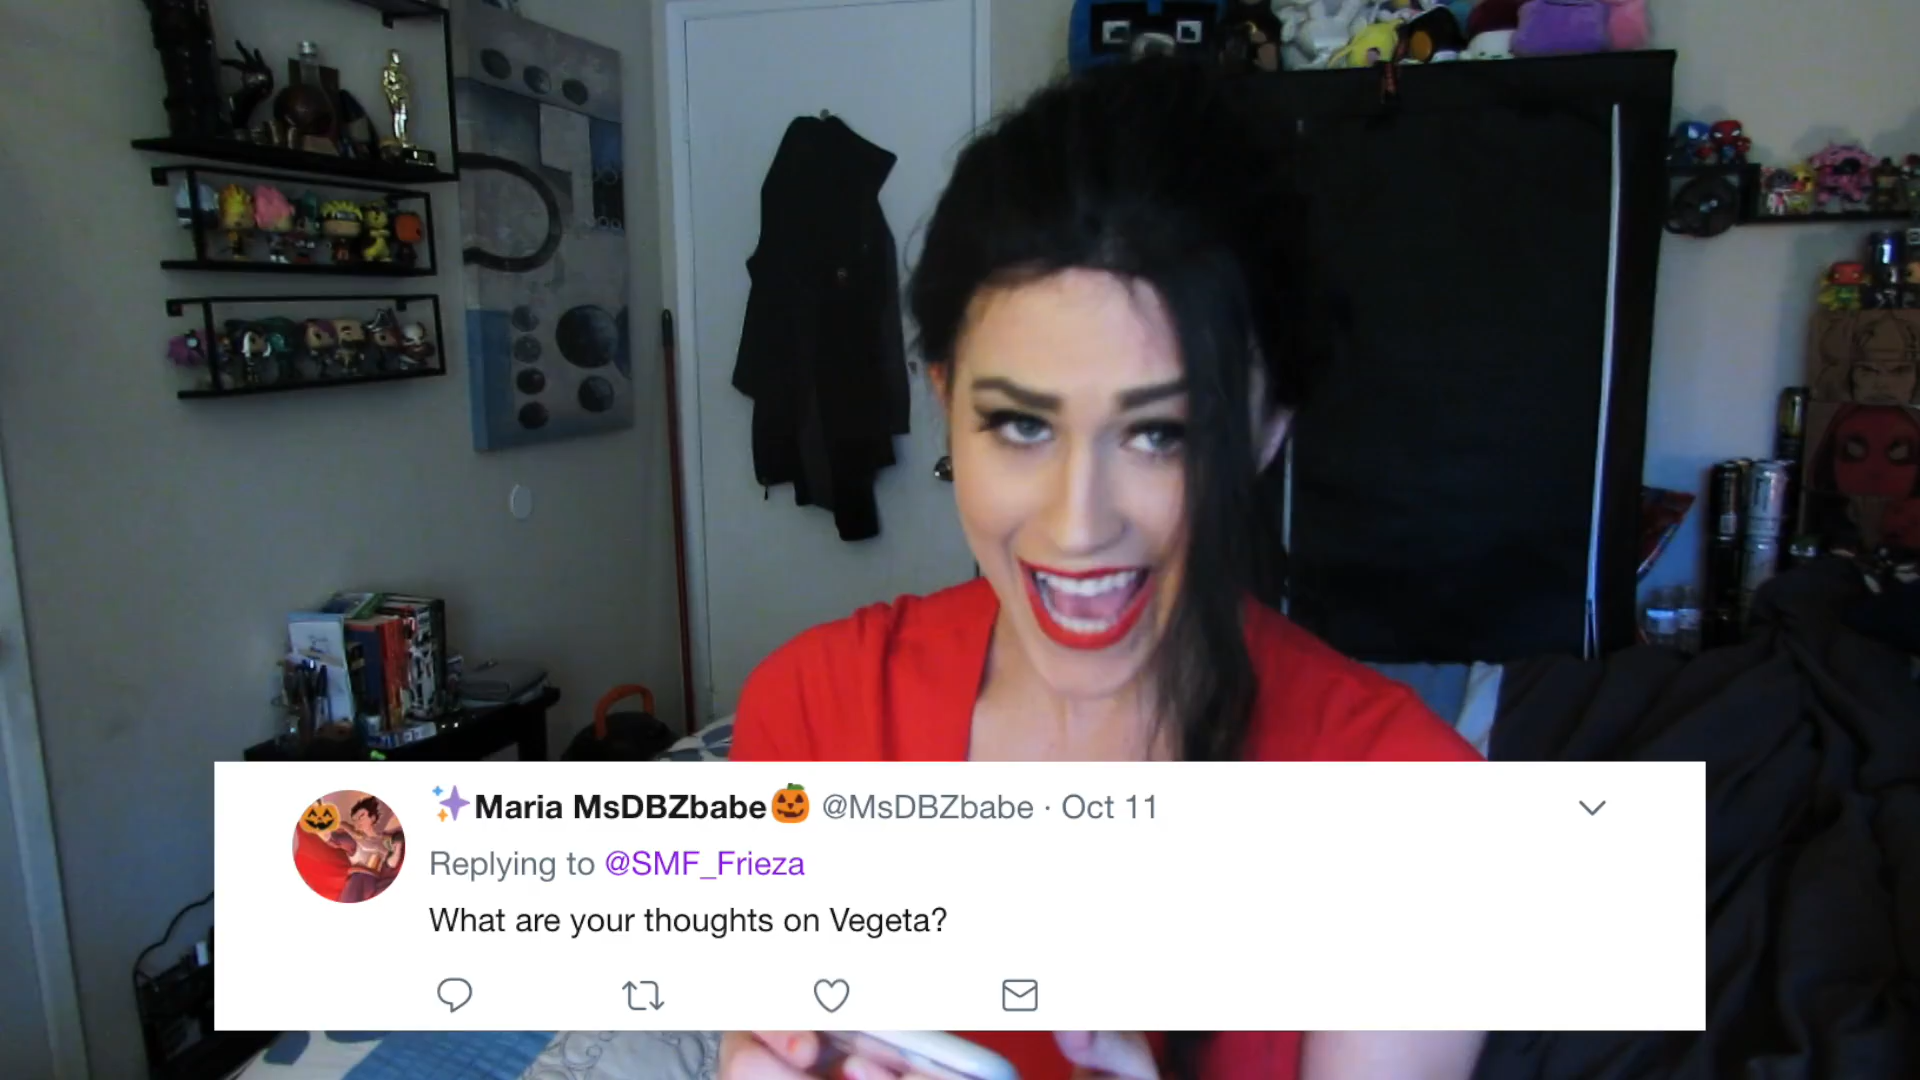 ✨Maria MsDBZbabe🎃 @MsDBZbabe · Oct 11
Replying to @SMF_Frieza
What are your thoughts on Vegeta?